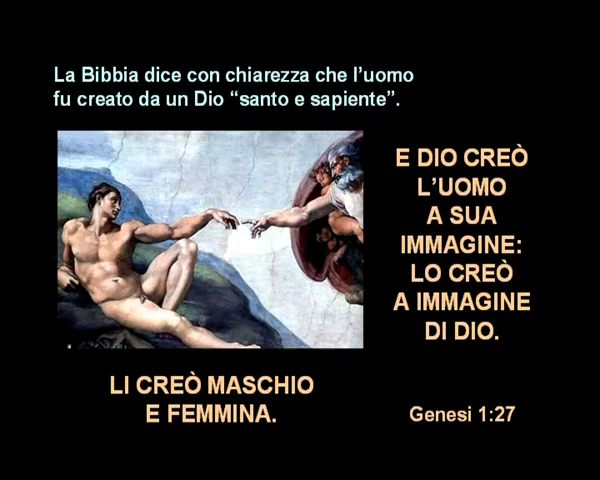 La Bibbia dice con chiarezza che l’uomo
fu creato da un Dio “santo e sapiente”.
E DIO CREÒ
L’UOMO
A SUA
IMMAGINE:
LO CREÒ
A IMMAGINE
DI DIO.
LI CREÒ MASCHIO
E FEMMINA.
Genesi 1:27